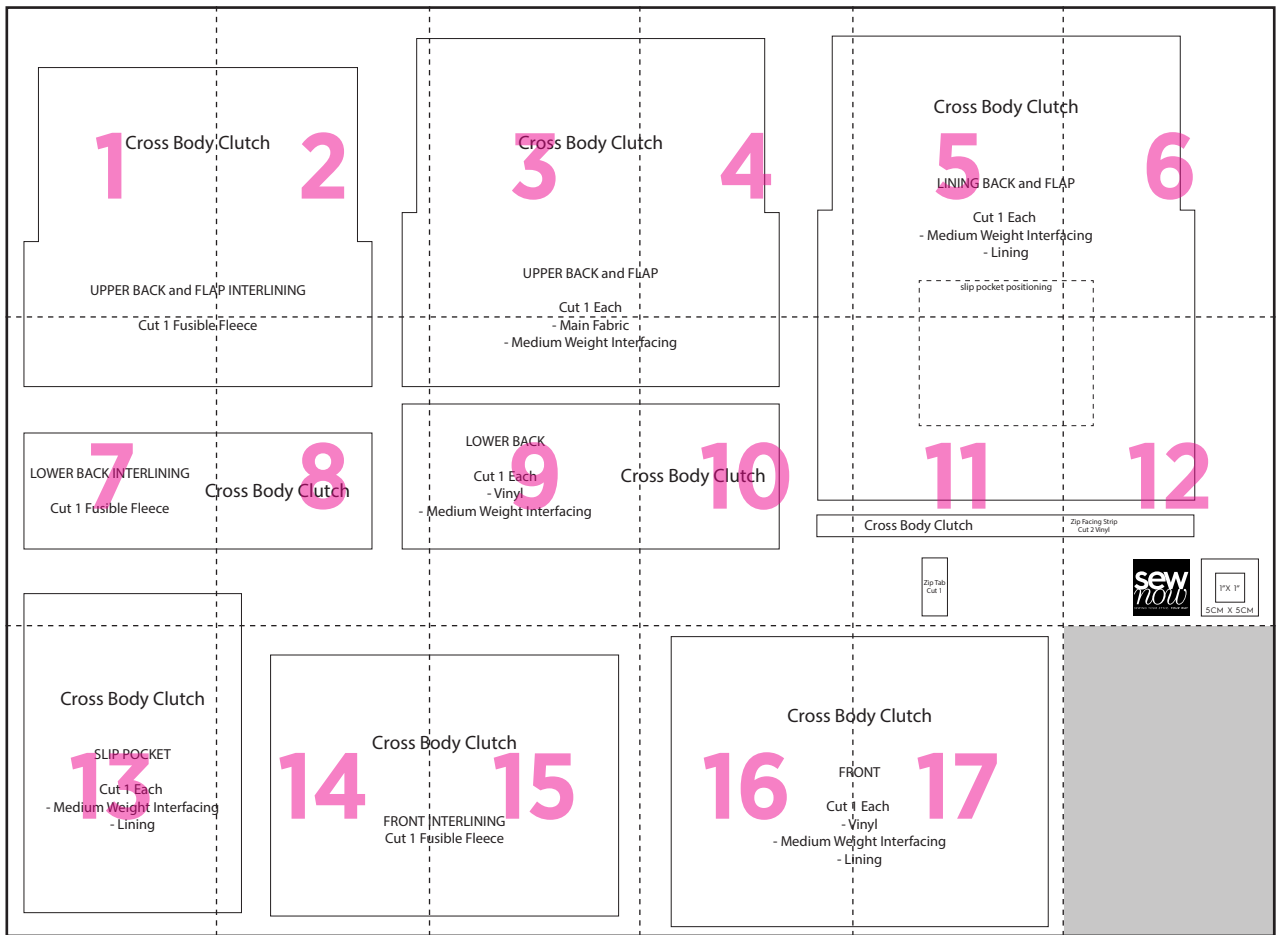 Cross Body Clutch
1
2
UPPER BACK and FLAP INTERLINING
Cut 1 Fusible Fleece
Cross Body Clutch
3
4
UPPER BACK and FLAP
Cut 1 Each
- Main Fabric
- Medium Weight Interfacing
Cross Body Clutch
5
6
LINING BACK and FLAP
Cut 1 Each
- Medium Weight Interfacing
- Lining
slip pocket positioning
7
8
LOWER BACK INTERLINING
Cut 1 Fusible Fleece
Cross Body Clutch
LOWER BACK
Cut 1 Each
- Vinyl
- Medium Weight Interfacing
9
10
Cross Body Clutch
11
12
Cross Body Clutch
Zip Facing Strip
Cut 2 Vinyl
Zip Tab
Cut 1
sew
now
1"X 1"
5CM X 5CM
Cross Body Clutch
SLIP POCKET
13
Cut 1 Each
- Medium Weight Interfacing
- Lining
Cross Body Clutch
14
15
FRONT INTERLINING
Cut 1 Fusible Fleece
Cross Body Clutch
16
17
FRONT
Cut 1 Each
- Vinyl
- Medium Weight Interfacing
- Lining